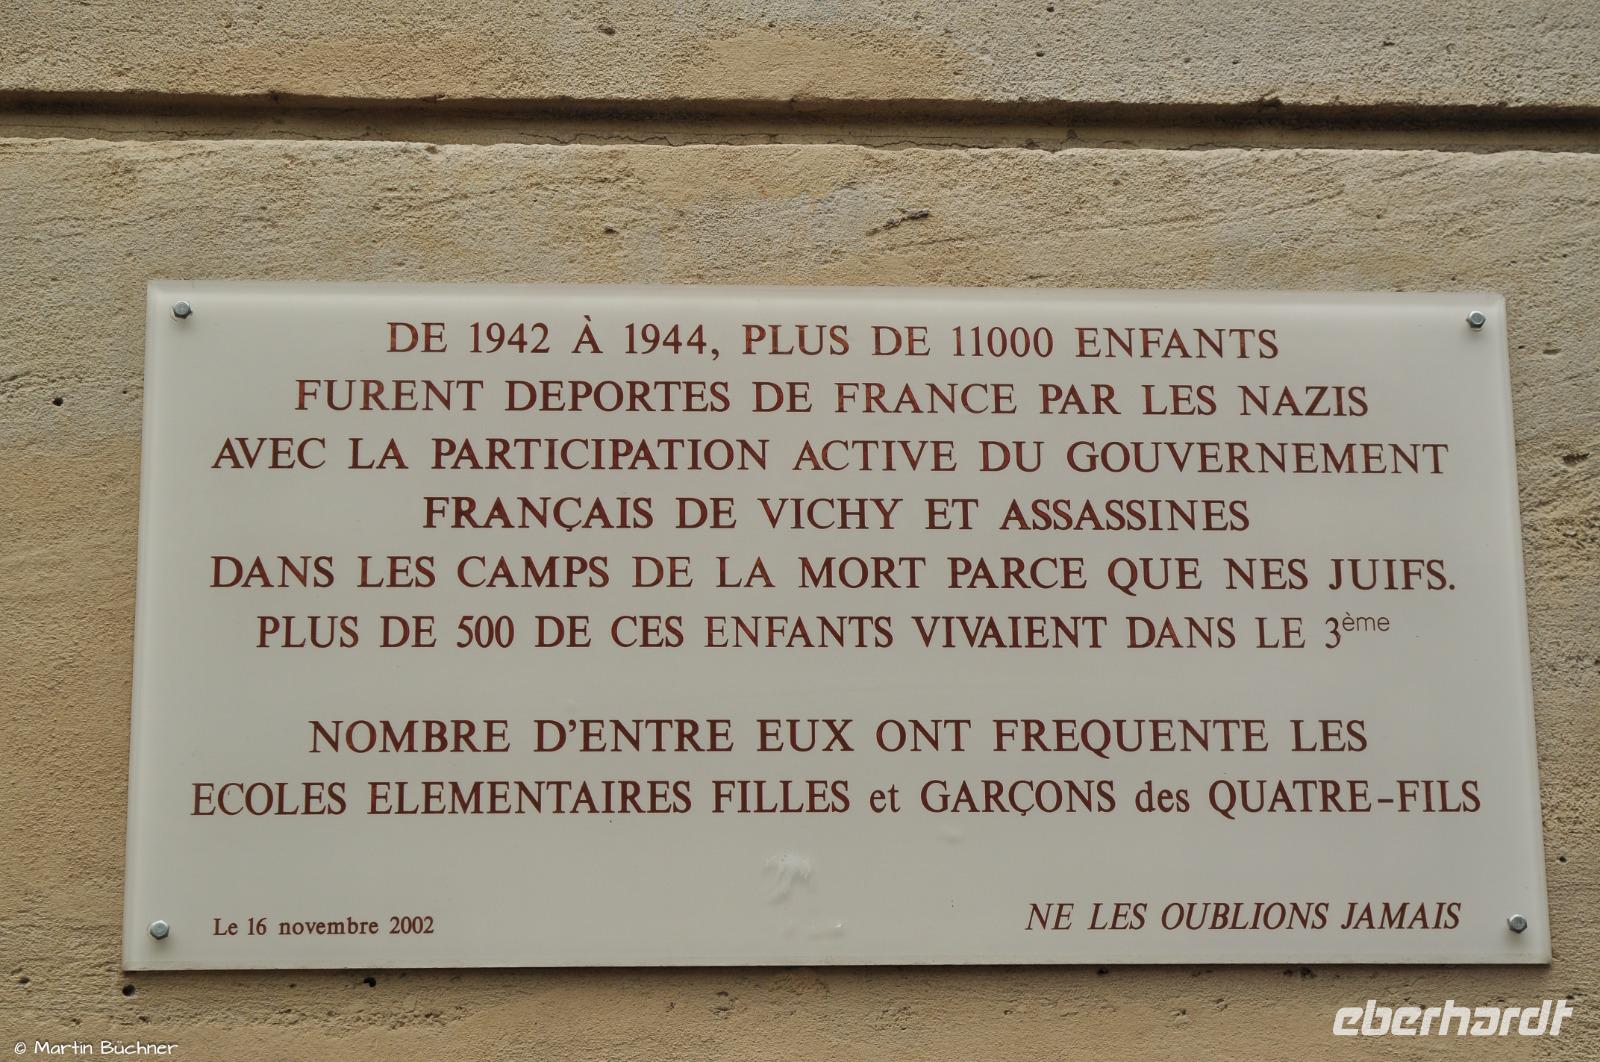 DE 1942 À 1944, PLUS DE 11000 ENFANTS
FURENT DEPORTES DE FRANCE PAR LES NAZIS
AVEC LA PARTICIPATION ACTIVE DU GOUVERNEMENT
FRANÇAIS DE VICHY ET ASSASSINES
DANS LES CAMPS DE LA MORT PARCE QUE NES JUIFS.
PLUS DE 500 DE CES ENFANTS VIVAIENT DANS LE 3ème
NOMBRE D'ENTRE EUX ONT FREQUENTE LES
ECOLES ELEMENTAIRES FILLES et GARÇONS des QUATRE-FILS
Le 16 novembre 2002
NE LES OUBLIONS JAMAIS
eberhardt
© Martin Büchner